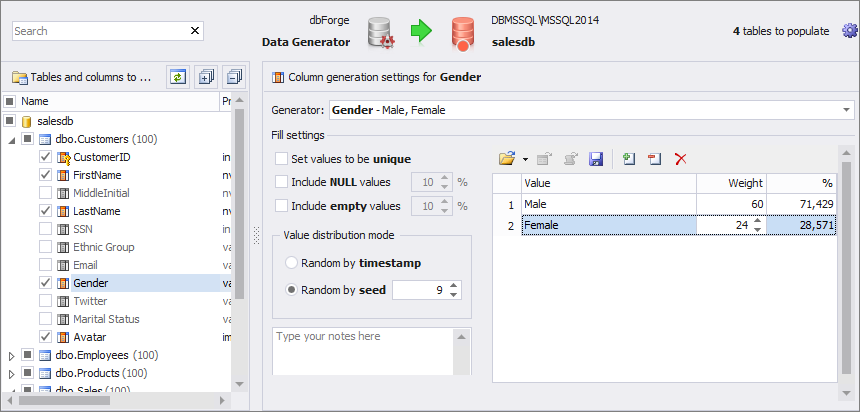 Search
dbForge
Data Generator
DBMSSQL\MSSQL2014
salesdb
4 tables to populate
Tables and columns to ...
Name
salesdb
dbo.Customers (100)
CustomerID
in
FirstName
nv
MiddleInitial
nv
LastName
nv
SSN
in
Ethnic Group
va
Email
va
Gender
va
Twitter
va
Marital Status
va
Avatar
im
dbo.Employees (100)
dbo.Products (100)
dbo.Sales (100)
Column generation settings for Gender
Generator: Gender - Male, Female
Fill settings
Set values to be unique
Include NULL values 10 %
Include empty values 10 %
Value distribution mode
Random by timestamp
Random by seed 9
Type your notes here
Value Weight %
1 Male 60 71,429
2 Female 24 28,571